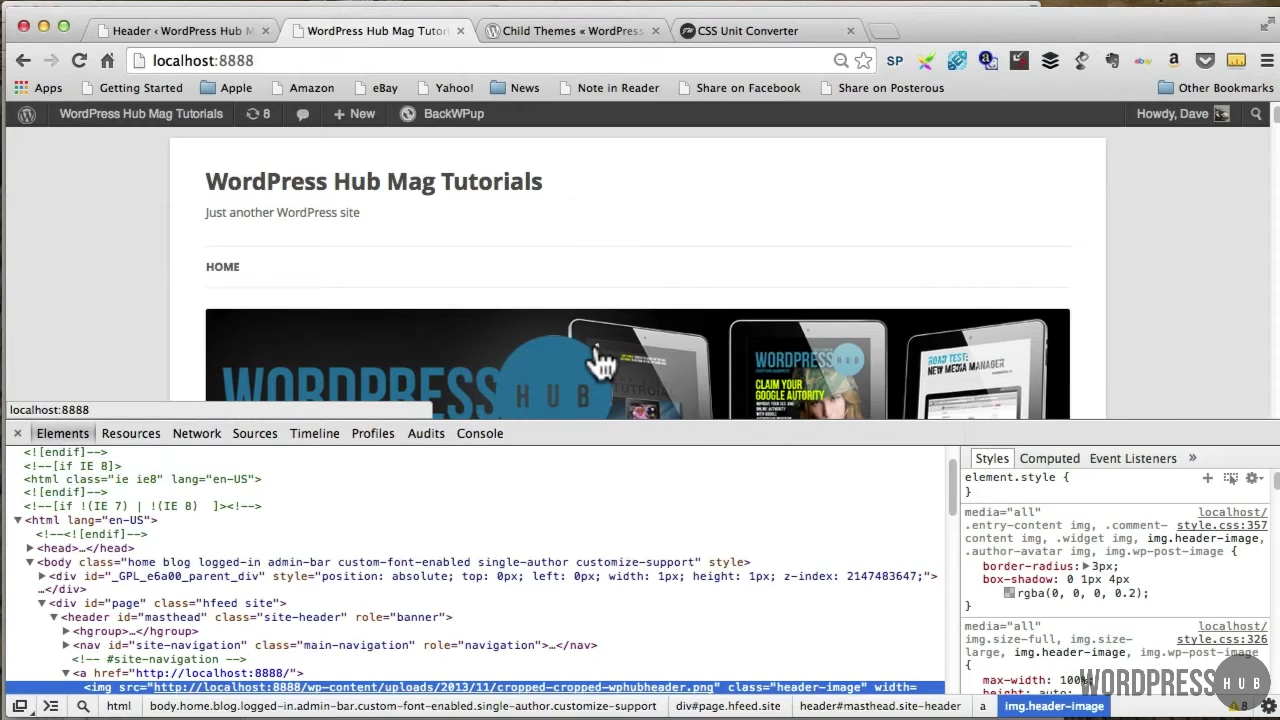 Header ‹ WordPress Hub M
WordPress Hub Mag Tutori
Child Themes « WordPress
CSS Unit Converter
localhost:8888
SP
ebay
a
Apps
Getting Started
Apple
Amazon
eBay
Yahoo!
News
Note in Reader
Share on Facebook
Share on Posterous
Other Bookmarks
WordPress Hub Mag Tutorials
8
+ New
BackWPup
Howdy, Dave
WordPress Hub Mag Tutorials
Just another WordPress site
HOME
WORDPRESS HUB
WORDPRESS HUB
CLAIM YOUR
GOOGLE AUTORITY
ROAD TEST:
NEW MEDIA MANAGER
localhost:8888
× Elements Resources Network Sources Timeline Profiles Audits Console
<![endif]-->
<!--[if IE 8]>
<html class="ie ie8" lang="en-US">
<![endif]-->
<!--[if !(IE 7) | !(IE 8)  ]><!-->
<html lang="en-US">
<!--<![endif]-->
<head>…</head>
<body class="home blog logged-in admin-bar custom-font-enabled single-author customize-support" style>
<div id="_GPL_e6a00_parent_div" style="position: absolute; top: 0px; left: 0px; width: 1px; height: 1px; z-index: 2147483647;">
…</div>
<div id="page" class="hfeed site">
<header id="masthead" class="site-header" role="banner">
<hgroup>…</hgroup>
<nav id="site-navigation" class="main-navigation" role="navigation">…</nav>
<!-- #site-navigation -->
<a href="http://localhost:8888/">
<img src="http://localhost:8888/wp-content/uploads/2013/11/cropped-cropped-wphubheader.png" class="header-image" width=
html body.home.blog.logged-in.admin-bar.custom-font-enabled.single-author.customize-support div#page.hfeed.site header#masthead.site-header a img.header-image
Styles Computed Event Listeners »
element.style {
}
media="all" localhost/
.entry-content img, .comment- style.css:357
content img, .widget img, img.header-image,
.author-avatar img, img.wp-post-image {
border-radius: 3px;
box-shadow: 0 1px 4px
rgba(0, 0, 0, 0.2);
}
media="all" localhost/
img.size-full, img.size- style.css:326
large, img.header-image, img.wp-post-image
{
max-width: 100%;
height: auto;
8
WORDPRESS HUB